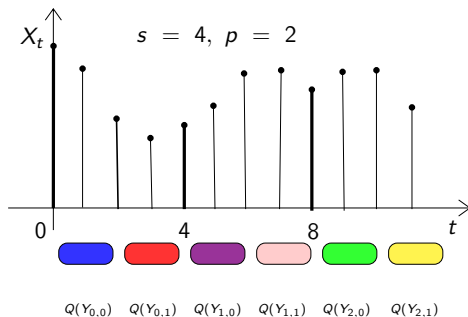 X_t
s = 4, p = 2
0 4 8 t
Q(Y_{0,0}) Q(Y_{0,1}) Q(Y_{1,0}) Q(Y_{1,1}) Q(Y_{2,0}) Q(Y_{2,1})